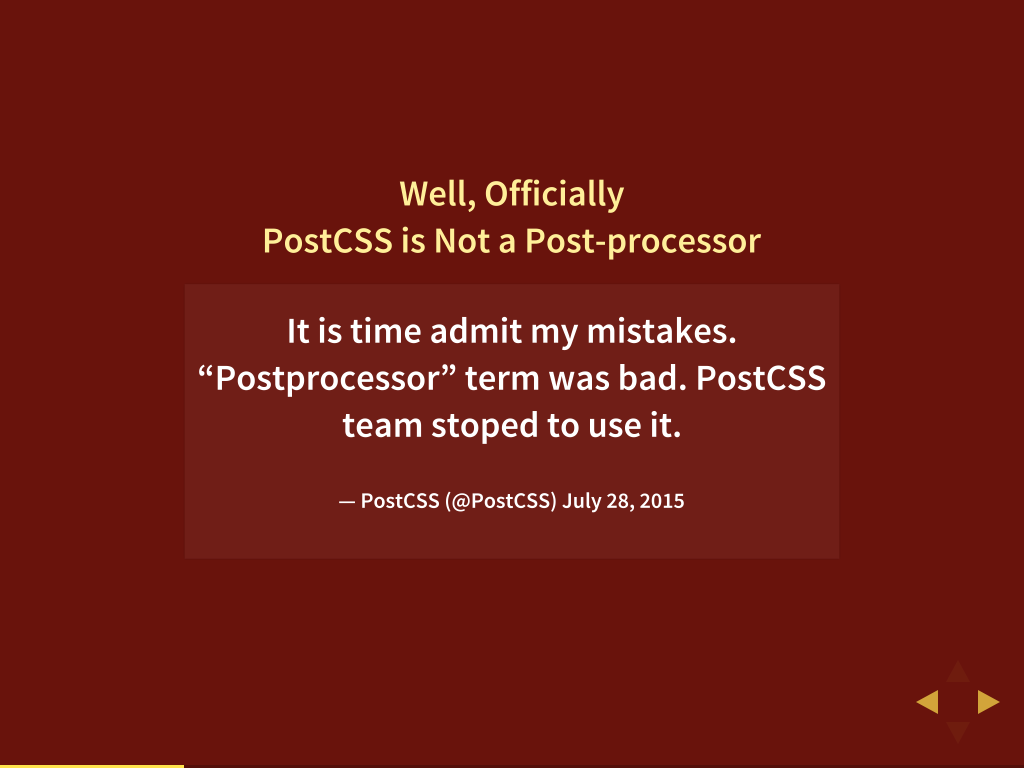 Well, Officially
PostCSS is Not a Post-processor
It is time admit my mistakes.
“Postprocessor” term was bad. PostCSS
team stoped to use it.
— PostCSS (@PostCSS) July 28, 2015